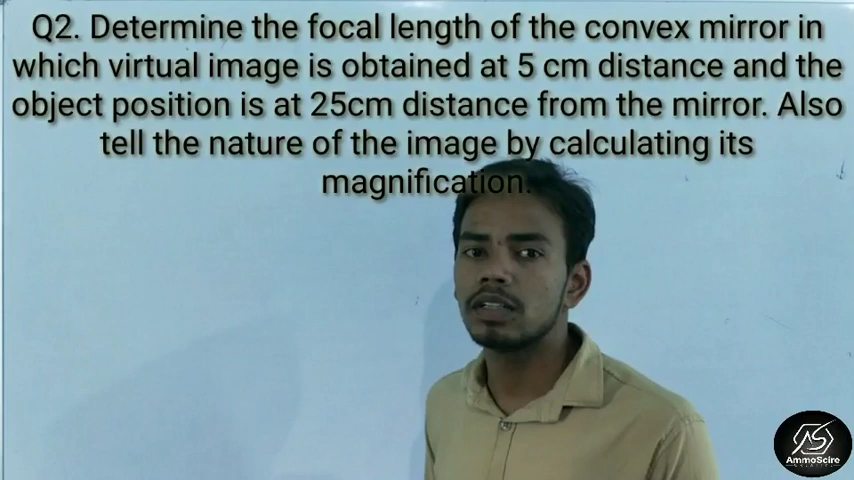 Q2. Determine the focal length of the convex mirror in
which virtual image is obtained at 5 cm distance and the
object position is at 25cm distance from the mirror. Also
tell the nature of the image by calculating its
magnification.
AmmoScire